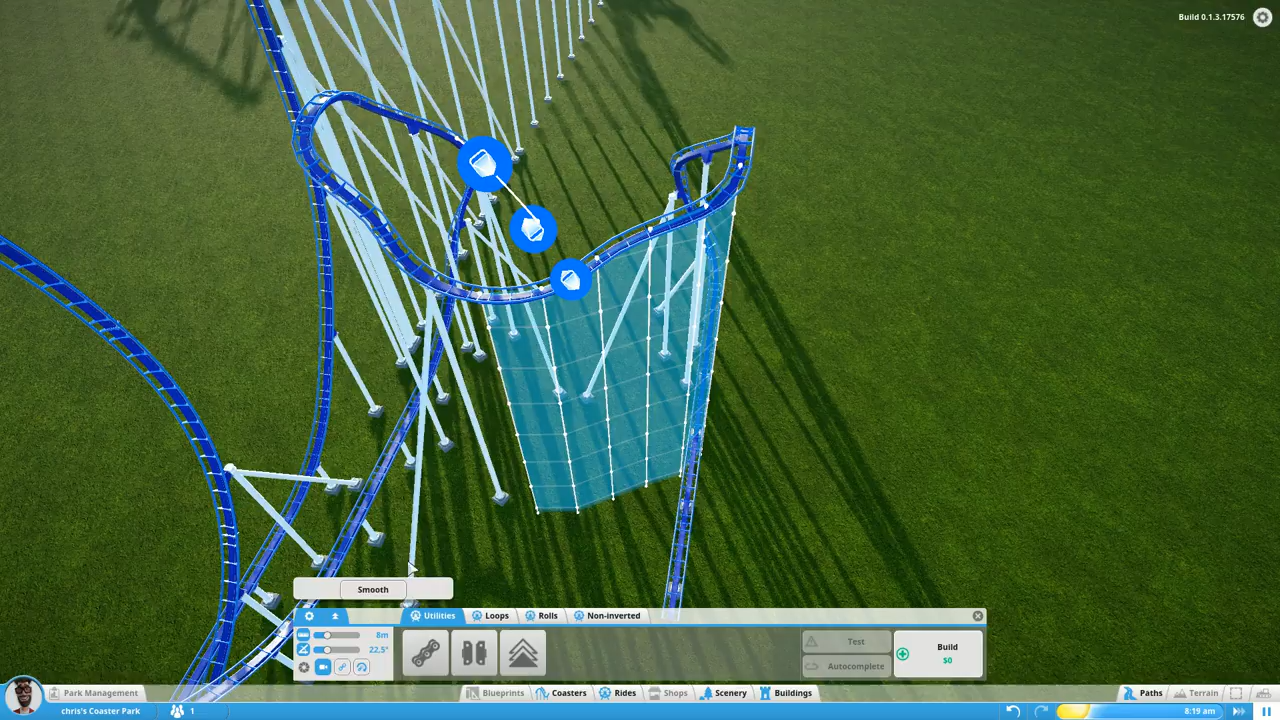 Build 0.1.3.17576
Smooth
Utilities
Loops
Rolls
Non-inverted
8m
22.5°
Test
Autocomplete
Build
$0
Park Management
Blueprints
Coasters
Rides
Shops
Scenery
Buildings
Paths
Terrain
chris's Coaster Park
1
8:19 am